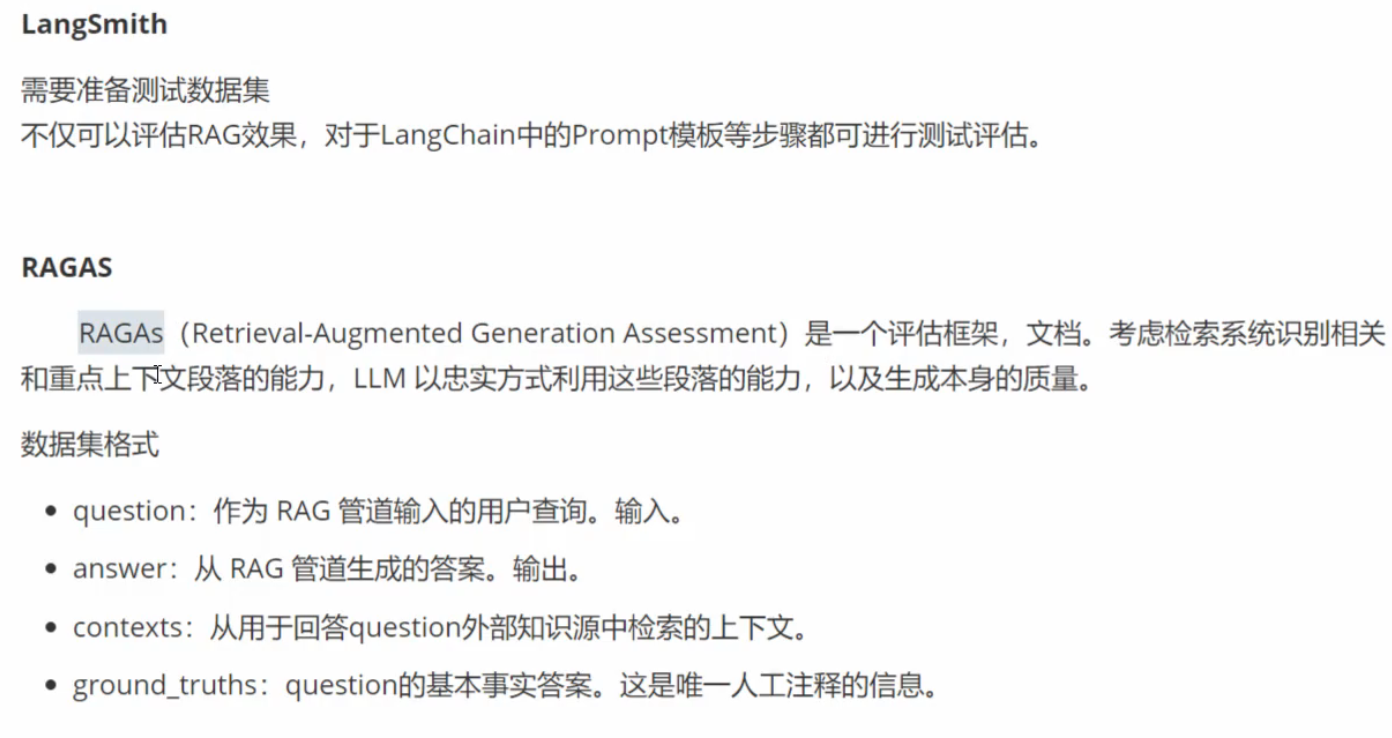 LangSmith
需要准备测试数据集
不仅可以评估RAG效果，对于LangChain中的Prompt模板等步骤都可进行测试评估。
RAGAS
RAGAs（Retrieval-Augmented Generation Assessment）是一个评估框架，文档。考虑检索系统识别相关
和重点上下文段落的能力，LLM 以忠实方式利用这些段落的能力，以及生成本身的质量。
数据集格式
• question：作为 RAG 管道输入的用户查询。输入。
• answer：从 RAG 管道生成的答案。输出。
• contexts：从用于回答question外部知识源中检索的上下文。
• ground_truths：question的基本事实答案。这是唯一人工注释的信息。